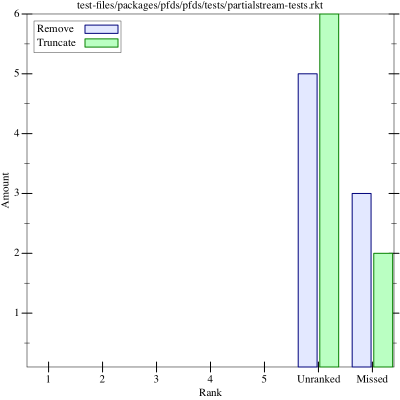 test-files/packages/pfds/pfds/tests/partialstream-tests.rkt
Remove
Truncate
6
5
4
3
2
1
Amount
1 2 3 4 5 Unranked Missed
Rank